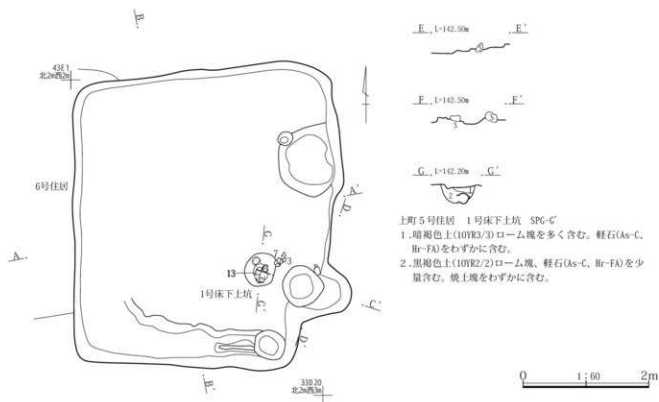 B
43E1
北2m西2m
6号住居
A
A′
D
G
7
3
13
1号床下土坑
G′
C′
D′
B′
33D20
北2m西3m
E L=142.50m E′
F L=142.50m F′
S
S
G L=142.20m G′
2
上町5号住居 1号床下土坑 SPG-G′
1.暗褐色土(10YR3/3)ローム塊を多く含む。軽石(As-C、
Hr-FA)をわずかに含む。
2.黒褐色土(10YR2/2)ローム塊、軽石(As-C、Hr-FA)を少
量含む。焼土塊をわずかに含む。
0 1:60 2m